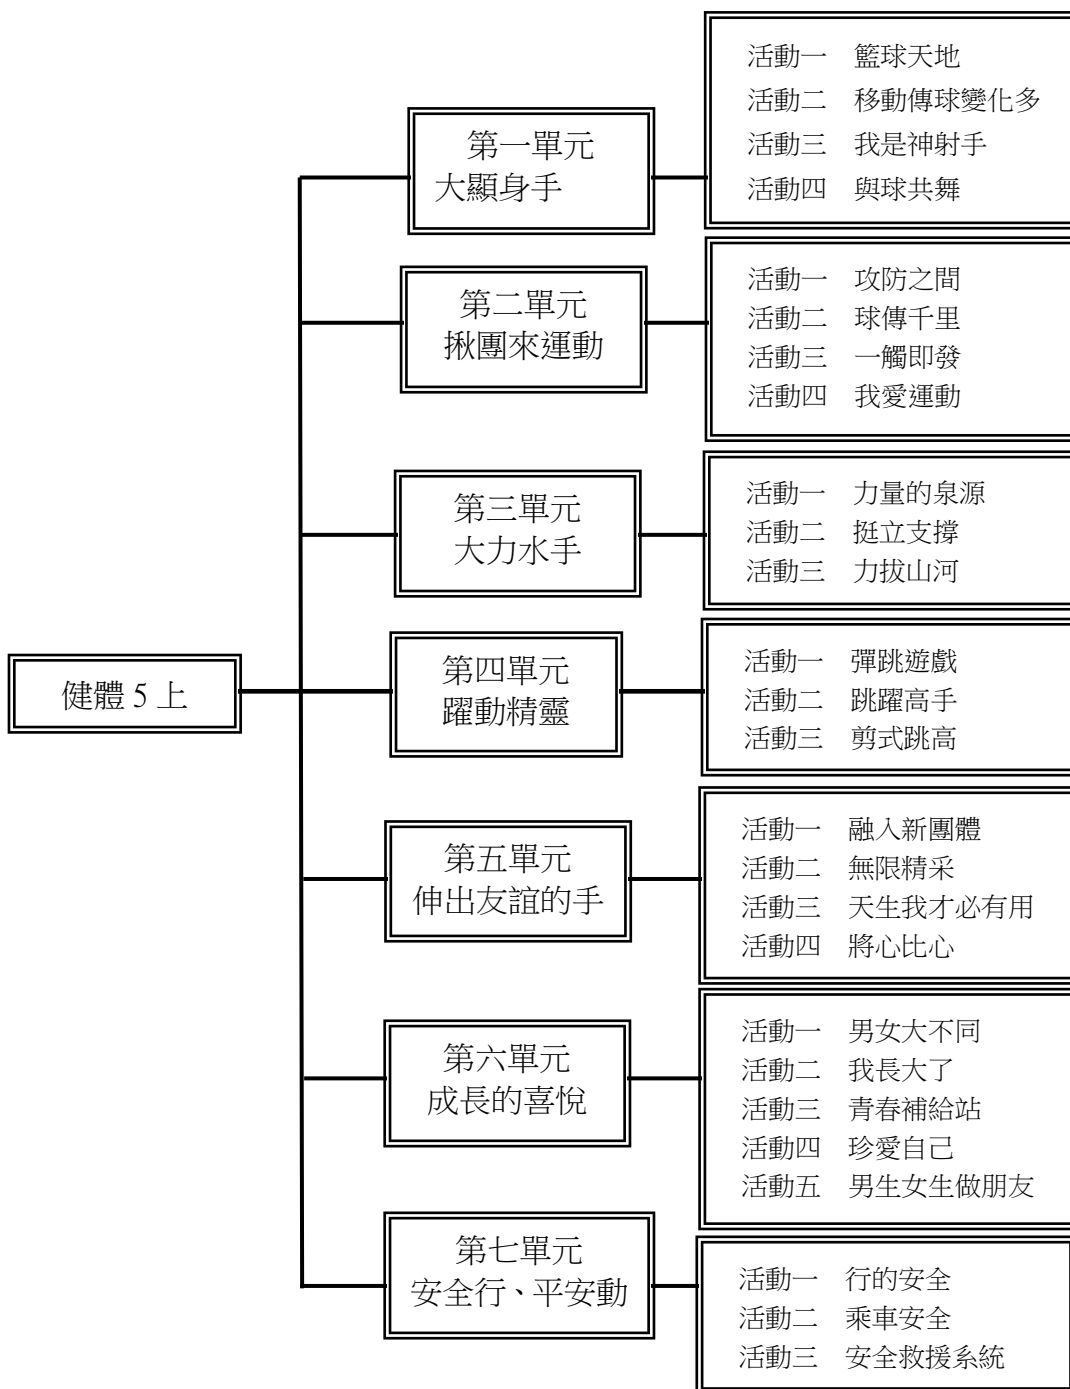 健體 5 上
第一單元
大顯身手
活動一　籃球天地
活動二　移動傳球變化多
活動三　我是神射手
活動四　與球共舞
第二單元
揪團來運動
活動一　攻防之間
活動二　球傳千里
活動三　一觸即發
活動四　我愛運動
第三單元
大力水手
活動一　力量的泉源
活動二　挺立支撐
活動三　力拔山河
第四單元
躍動精靈
活動一　彈跳遊戲
活動二　跳躍高手
活動三　剪式跳高
第五單元
伸出友誼的手
活動一　融入新團體
活動二　無限精采
活動三　天生我才必有用
活動四　將心比心
第六單元
成長的喜悅
活動一　男女大不同
活動二　我長大了
活動三　青春補給站
活動四　珍愛自己
活動五　男生女生做朋友
第七單元
安全行、平安動
活動一　行的安全
活動二　乘車安全
活動三　安全救援系統